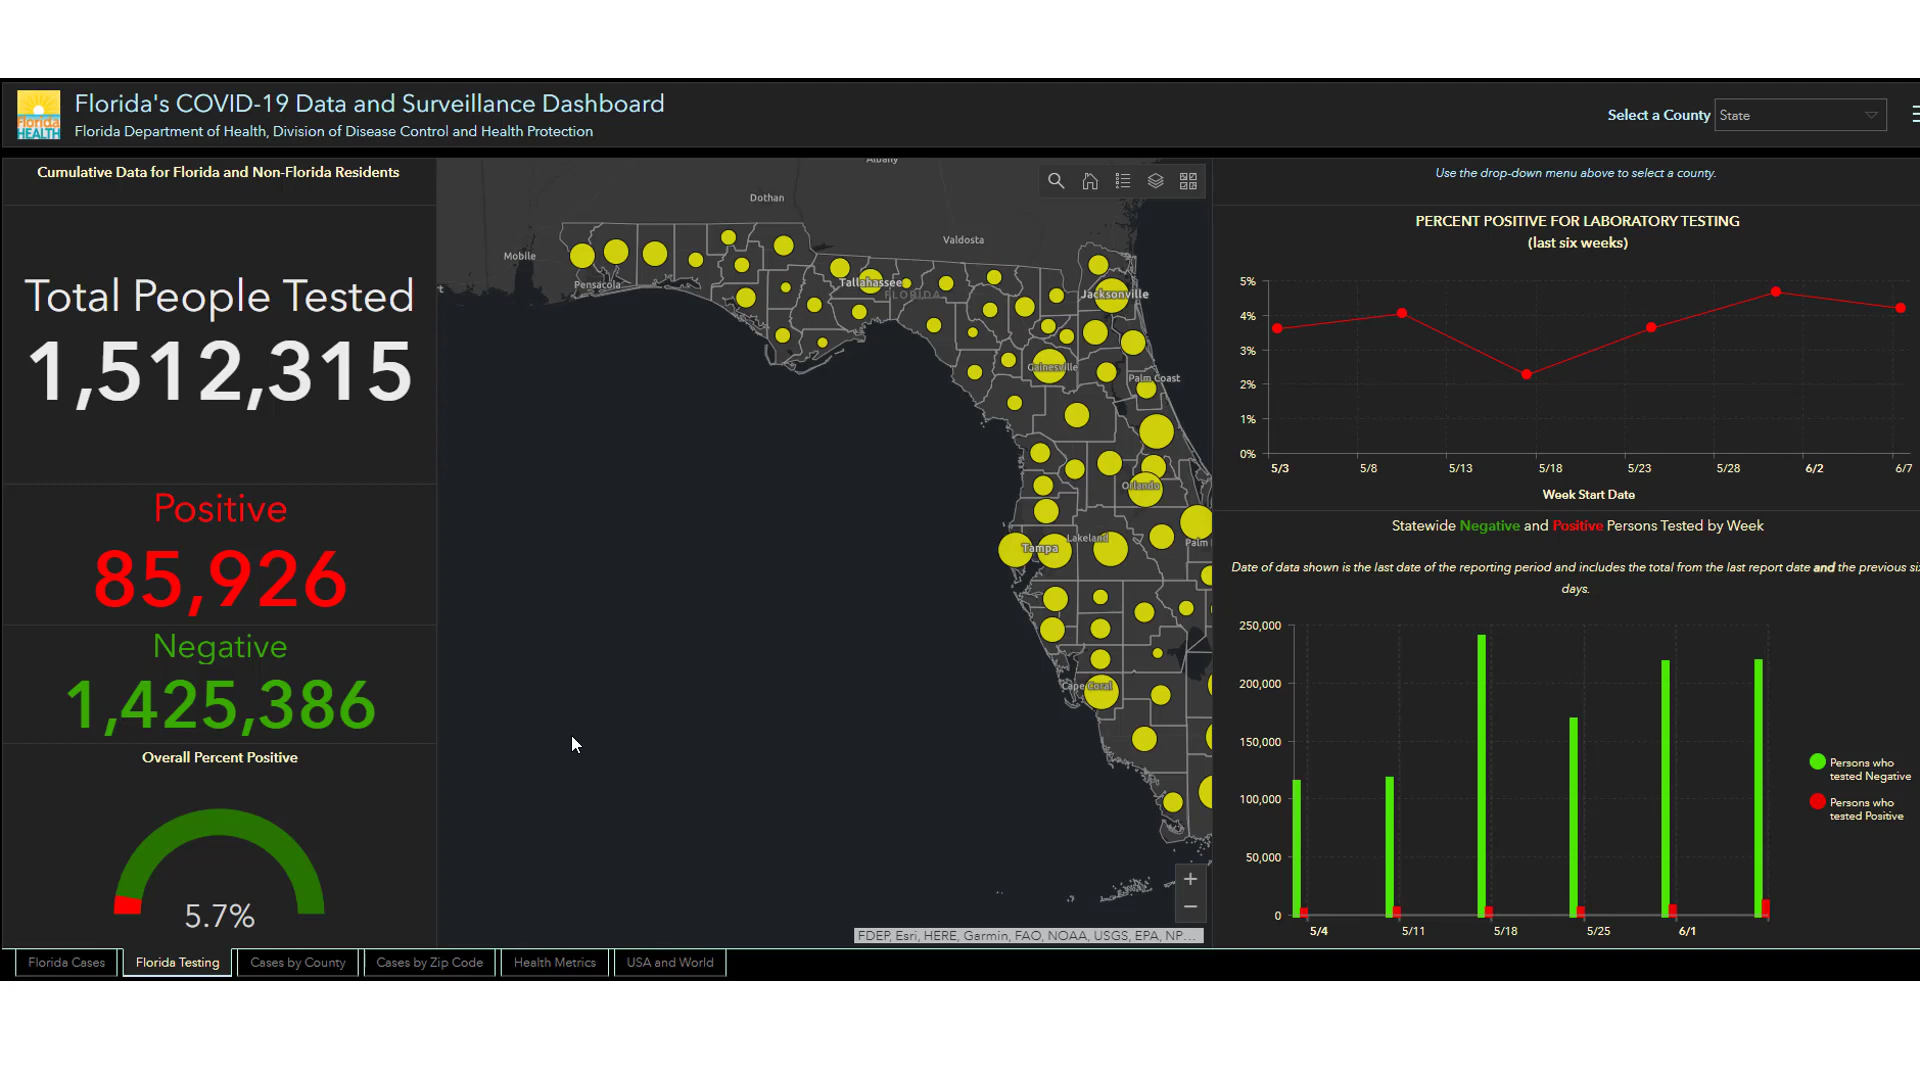 Florida's COVID-19 Data and Surveillance Dashboard
Florida Department of Health, Division of Disease Control and Health Protection
Florida
HEALTH
Select a County
State
Cumulative Data for Florida and Non-Florida Residents
Total People Tested
1,512,315
Positive
85,926
Negative
1,425,386
Overall Percent Positive
5.7%
Albany
Dothan
Valdosta
Mobile
Pensacola
Tallahassee
FLORIDA
Jacksonville
Gainesville
Palm Coast
Orlando
Lakeland
Tampa
Palm
Cape Coral
+
−
FDEP, Esri, HERE, Garmin, FAO, NOAA, USGS, EPA, NP...
Use the drop-down menu above to select a county.
PERCENT POSITIVE FOR LABORATORY TESTING
(last six weeks)
5%
4%
3%
2%
1%
0%
5/3 5/8 5/13 5/18 5/23 5/28 6/2 6/7
Week Start Date
Statewide Negative and Positive Persons Tested by Week
Date of data shown is the last date of the reporting period and includes the total from the last report date and the previous six
days.
250,000
200,000
150,000
100,000
50,000
0
5/4 5/11 5/18 5/25 6/1
Persons who
tested Negative
Persons who
tested Positive
Florida Cases
Florida Testing
Cases by County
Cases by Zip Code
Health Metrics
USA and World